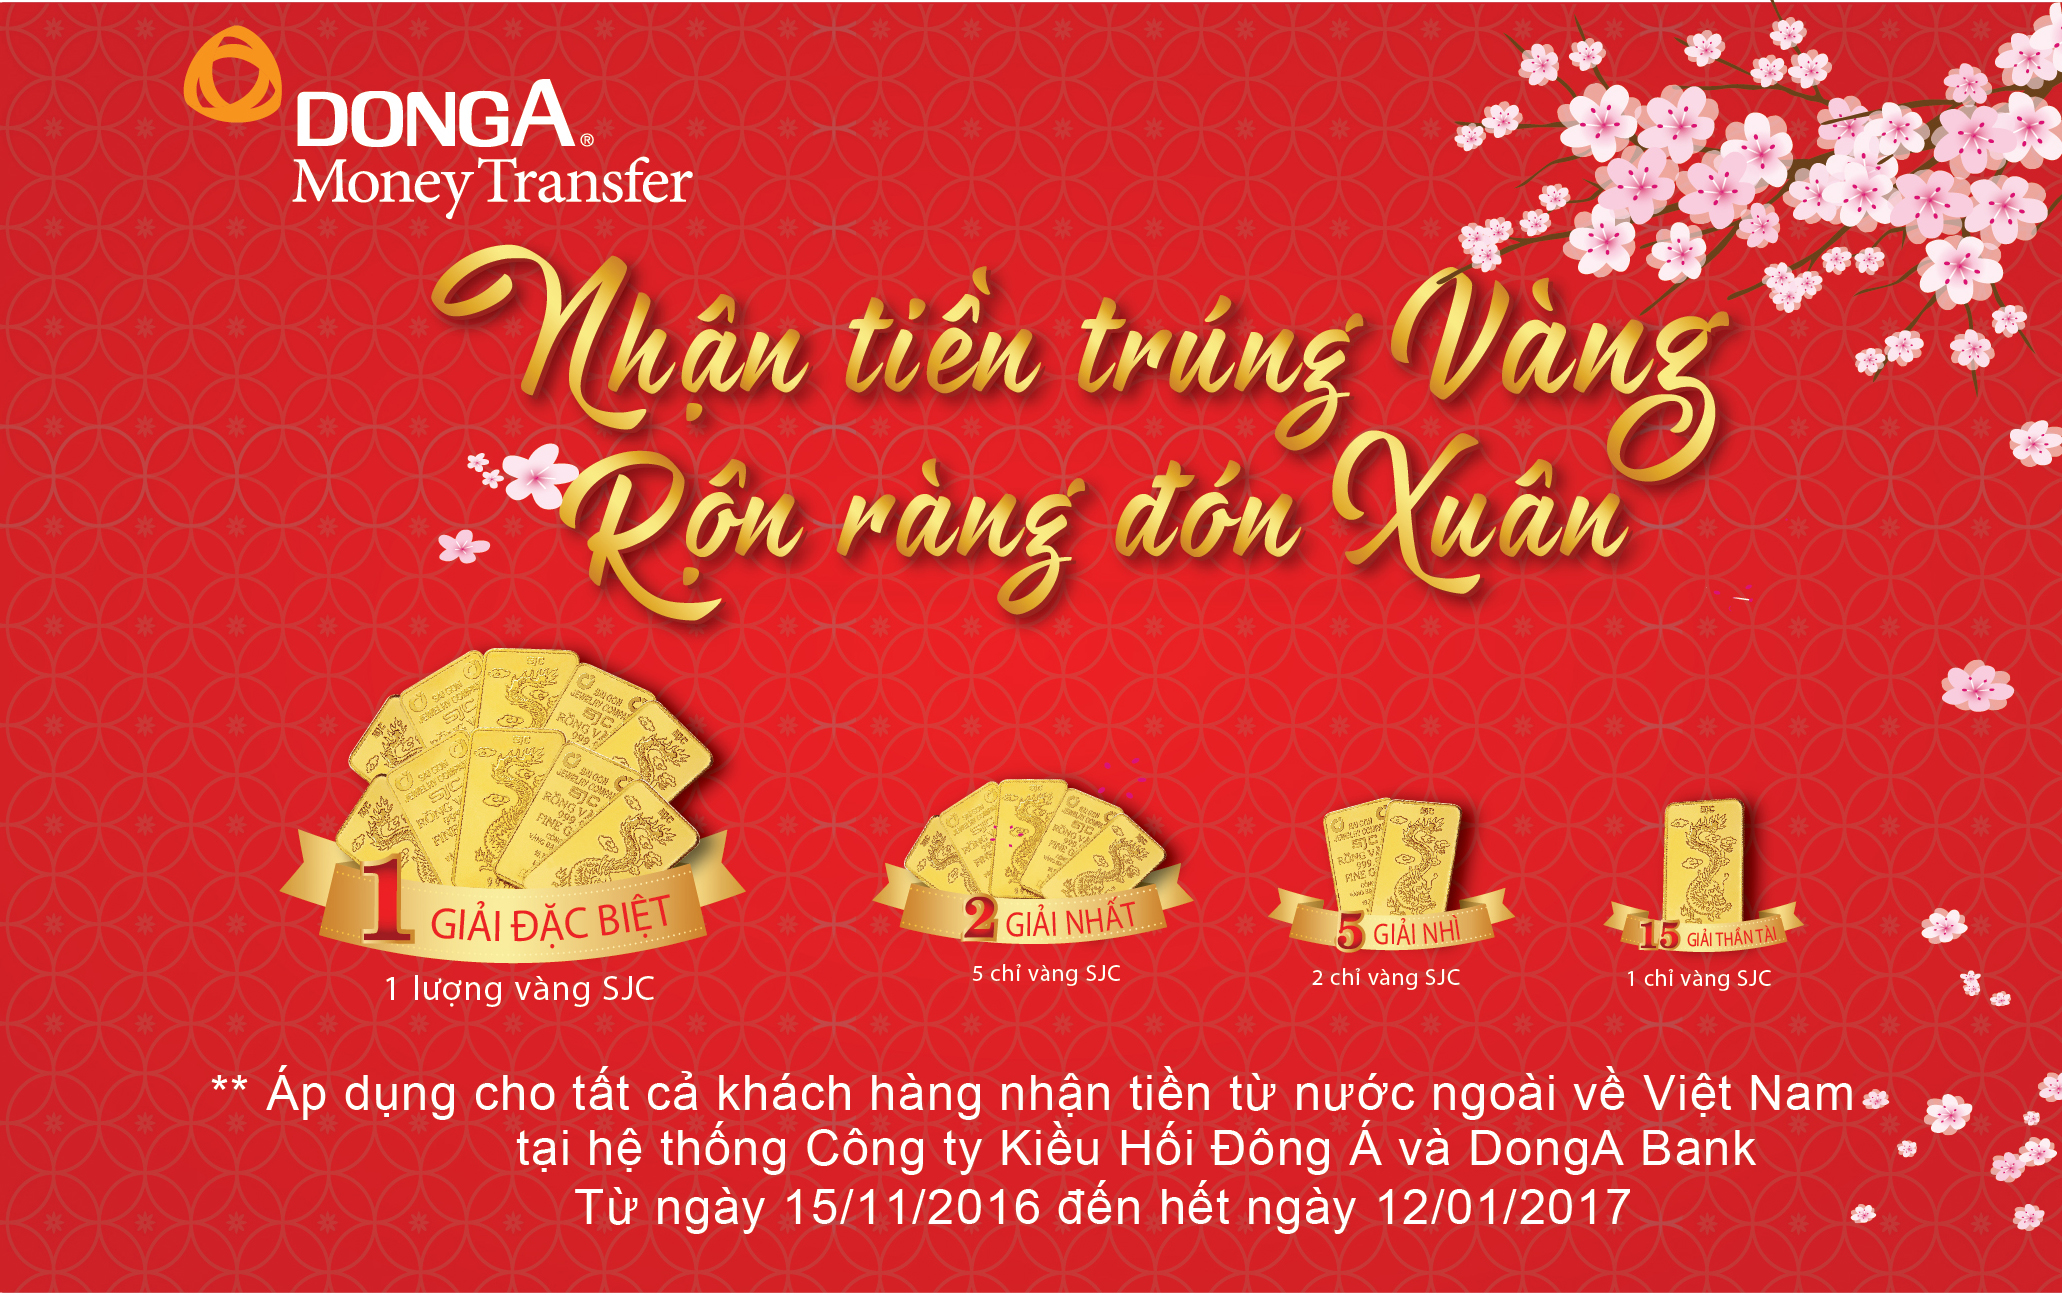 DONGA®
Money Transfer
Nhận tiền trúng Vàng
Rộn ràng đón Xuân
1 GIẢI ĐẶC BIỆT
1 lượng vàng SJC
2 GIẢI NHẤT
5 chỉ vàng SJC
5 GIẢI NHÌ
2 chỉ vàng SJC
15 GIẢI THẦN TÀI
1 chỉ vàng SJC
** Áp dụng cho tất cả khách hàng nhận tiền từ nước ngoài về Việt Nam
tại hệ thống Công ty Kiều Hối Đông Á và DongA Bank
Từ ngày 15/11/2016 đến hết ngày 12/01/2017